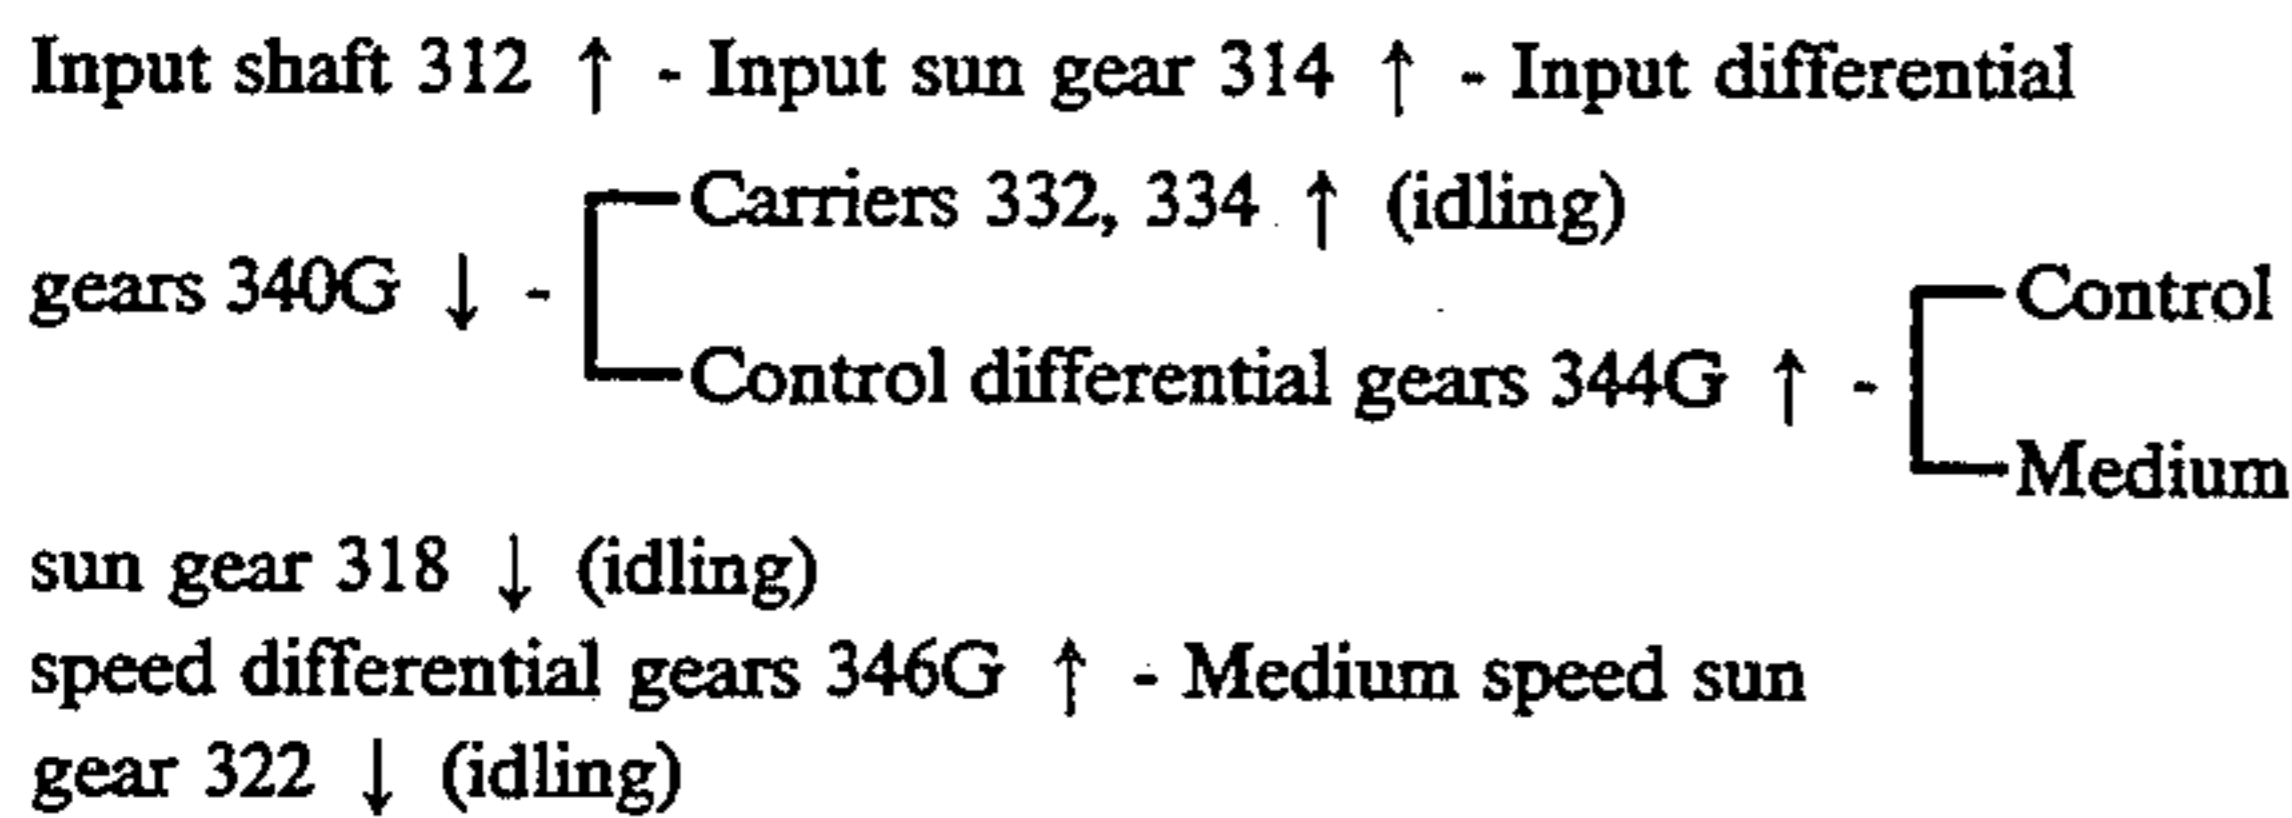 Input shaft 312 ↑ - Input sun gear 314 ↑ - Input differential
Carriers 332, 334 ↑ (idling)
gears 340G ↓ -
Control
Control differential gears 344G ↑ -
Medium
sun gear 318 ↓ (idling)
speed differential gears 346G ↑ - Medium speed sun
gear 322 ↓ (idling)